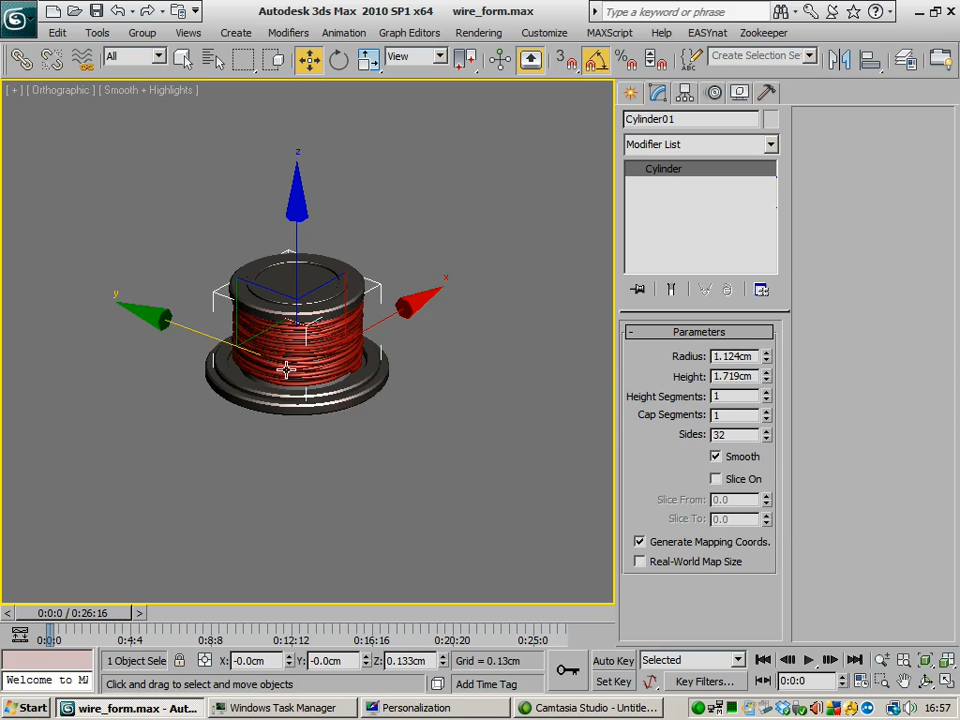 Autodesk 3ds Max 2010 SP1 x64 wire_form.max
Type a keyword or phrase
Edit Tools Group Views Create Modifiers Animation Graph Editors Rendering Customize MAXScript Help EASYnat Zookeeper
All View 3 Create Selection Se
[ + ] [ Orthographic ] [ Smooth + Highlights ]
Cylinder01
Modifier List
Cylinder
z
x
y
- Parameters
Radius: 1.124cm
Height: 1.719cm
Height Segments: 1
Cap Segments: 1
Sides: 32
Smooth
Slice On
Slice From: 0.0
Slice To: 0.0
Generate Mapping Coords.
Real-World Map Size
< 0:0:0 / 0:26:16 >
0:0:0 0:4:4 0:8:8 0:12:12 0:16:16 0:20:20 0:25:0
1 Object Sele X: -0.0cm Y: -0.0cm Z: 0.133cm Grid = 0.13cm Auto Key Selected
Welcome to Click and drag to select and move objects Add Time Tag Set Key Key Filters... 0:0:0
Start wire_form.max - Aut... Windows Task Manager Personalization Camtasia Studio - Untitle... 16:57